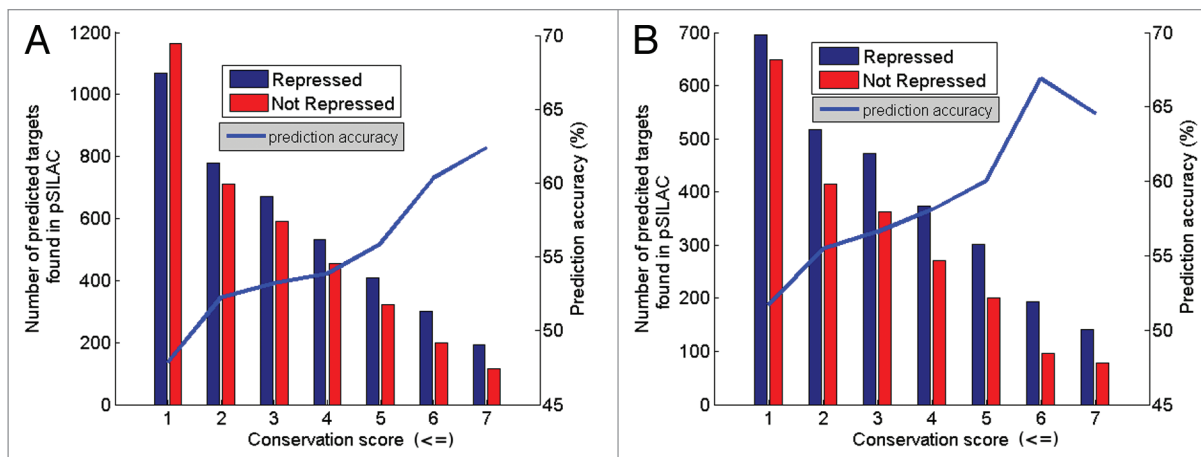 A
Number of predicted targets
found in pSILAC
1200
1000
800
600
400
200
0
Repressed
Not Repressed
prediction accuracy
70
65
60
55
50
45
Prediction accuracy (%)
1 2 3 4 5 6 7
Conservation score (<=)
B
Number of predcited targets
found in pSILAC
700
600
500
400
300
200
100
0
Repressed
Not Repressed
prediction accuracy
70
65
60
55
50
45
Prediction accuracy (%)
1 2 3 4 5 6 7
Conservation score (<=)